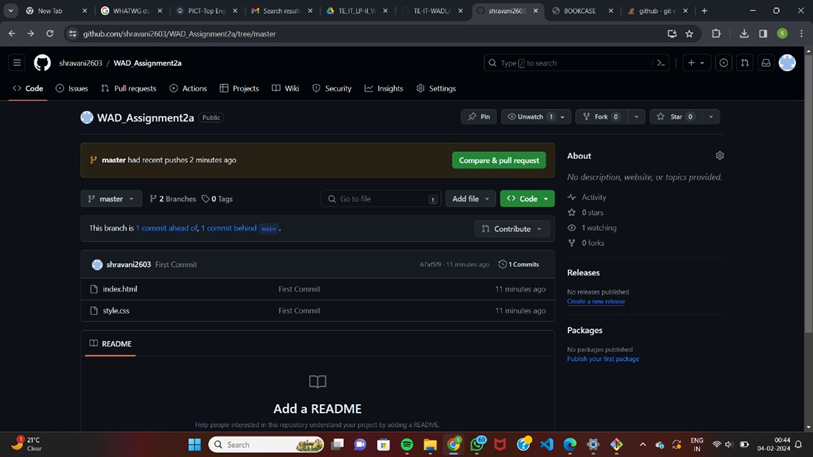 New Tab
WHATWG do
PICT-Top Eng
Search results
TE_IT_LP-II_W
TE-IT-WADLA
shravani2603
BOOKCASE
github - git e
github.com/shravani2603/WAD_Assignment2a/tree/master
shravani2603 / WAD_Assignment2a
Type / to search
Code
Issues
Pull requests
Actions
Projects
Wiki
Security
Insights
Settings
WAD_Assignment2a Public
Pin
Unwatch 1
Fork 0
Star 0
master had recent pushes 2 minutes ago
Compare & pull request
master
2 Branches
0 Tags
Go to file
t
Add file
Code
This branch is 1 commit ahead of, 1 commit behind main .
Contribute
shravani2603 First Commit
67af5f9 · 11 minutes ago
1 Commits
index.html First Commit 11 minutes ago
style.css First Commit 11 minutes ago
README
Add a README
Help people interested in this repository understand your project by adding a README.
About
No description, website, or topics provided.
Activity
0 stars
1 watching
0 forks
Releases
No releases published
Create a new release
Packages
No packages published
Publish your first package
21°C
Clear
Search
ENG
IN
00:44
04-02-2024